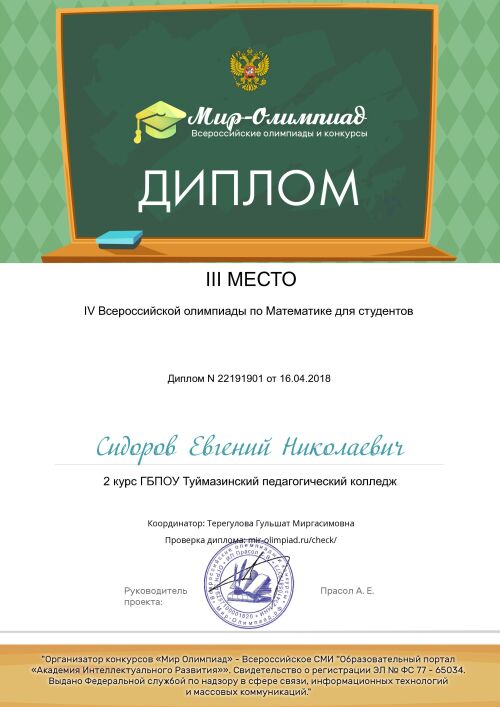 Мир-Олимпиад
Всероссийские олимпиады и конкурсы
ДИПЛОМ
III МЕСТО
IV Всероссийской олимпиады по Математике для студентов
Диплом N 22191901 от 16.04.2018
Сидоров Евгений Николаевич
2 курс ГБПОУ Туймазинский педагогический колледж
Координатор: Терегулова Гульшат Миргасимовна
Проверка диплома: mir-olimpiad.ru/check/
Руководитель
проекта:
Прасол А. Е.
"Организатор конкурсов «Мир Олимпиад» - Всероссийское СМИ "Образовательный портал
«Академия Интеллектуального Развития»». Свидетельство о регистрации ЭЛ № ФС 77 - 65034.
Выдано Федеральной службой по надзору в сфере связи, информационных технологий
и массовых коммуникаций."